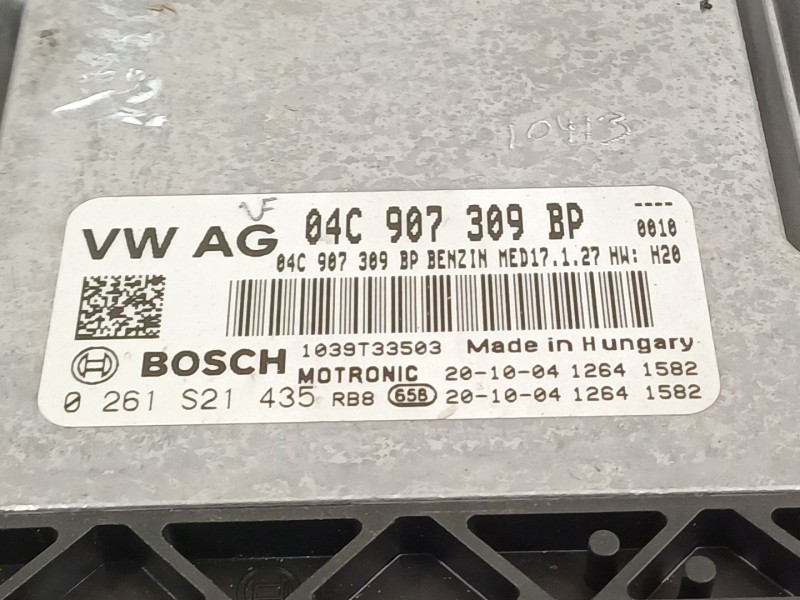 10413
VF
VW AG 04C 907 309 BP ----
0010
04C 907 309 BP BENZIN MED17.1.27 HW: H20
BOSCH 1039T33503 Made in Hungary
MOTRONIC 20-10-04 1264 1582
0 261 S21 435 RB8 65B 20-10-04 1264 1582